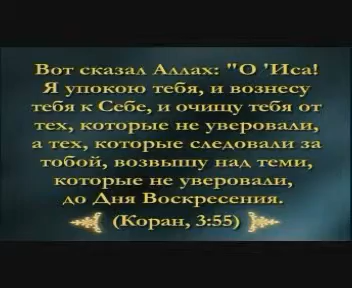 Вот сказал Аллах: "О 'Иса!
Я упокою тебя, и вознесу
тебя к Себе, и очищу тебя от
тех, которые не уверовали,
а тех, которые следовали за
тобой, возвышу над теми,
которые не уверовали,
до Дня Воскресения.
(Коран, 3:55)